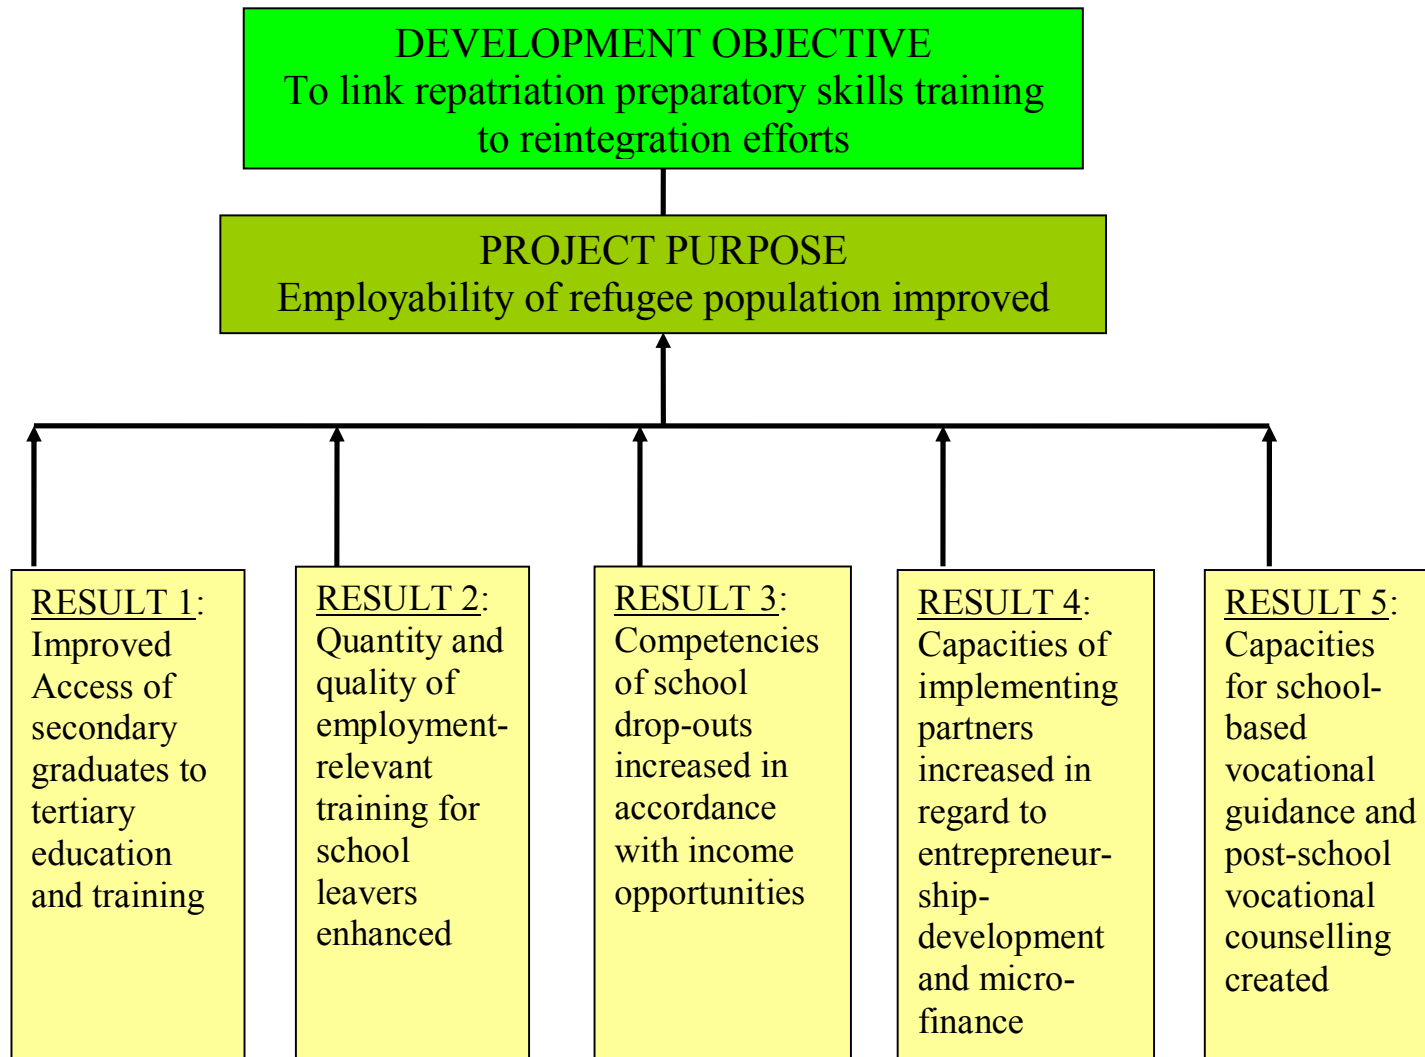 DEVELOPMENT OBJECTIVE
To link repatriation preparatory skills training
to reintegration efforts
PROJECT PURPOSE
Employability of refugee population improved
RESULT 1:
Improved
Access of
secondary
graduates to
tertiary
education
and training
RESULT 2:
Quantity and
quality of
employment-
relevant
training for
school
leavers
enhanced
RESULT 3:
Competencies
of school
drop-outs
increased in
accordance
with income
opportunities
RESULT 4:
Capacities of
implementing
partners
increased in
regard to
entrepreneur-
ship-
development
and micro-
finance
RESULT 5:
Capacities
for school-
based
vocational
guidance and
post-school
vocational
counselling
created